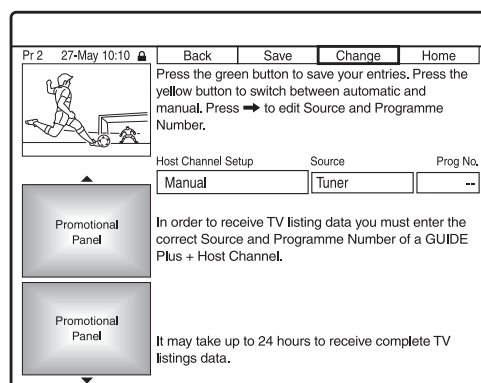 Pr 2 27-May 10:10
Back Save Change Home
Press the green button to save your entries. Press the
yellow button to switch between automatic and
manual. Press ➡ to edit Source and Programme
Number.
Host Channel Setup Source Prog No.
Manual Tuner --
Promotional
Panel
In order to receive TV listing data you must enter the
correct Source and Programme Number of a GUIDE
Plus + Host Channel.
Promotional
Panel
It may take up to 24 hours to receive complete TV
listings data.